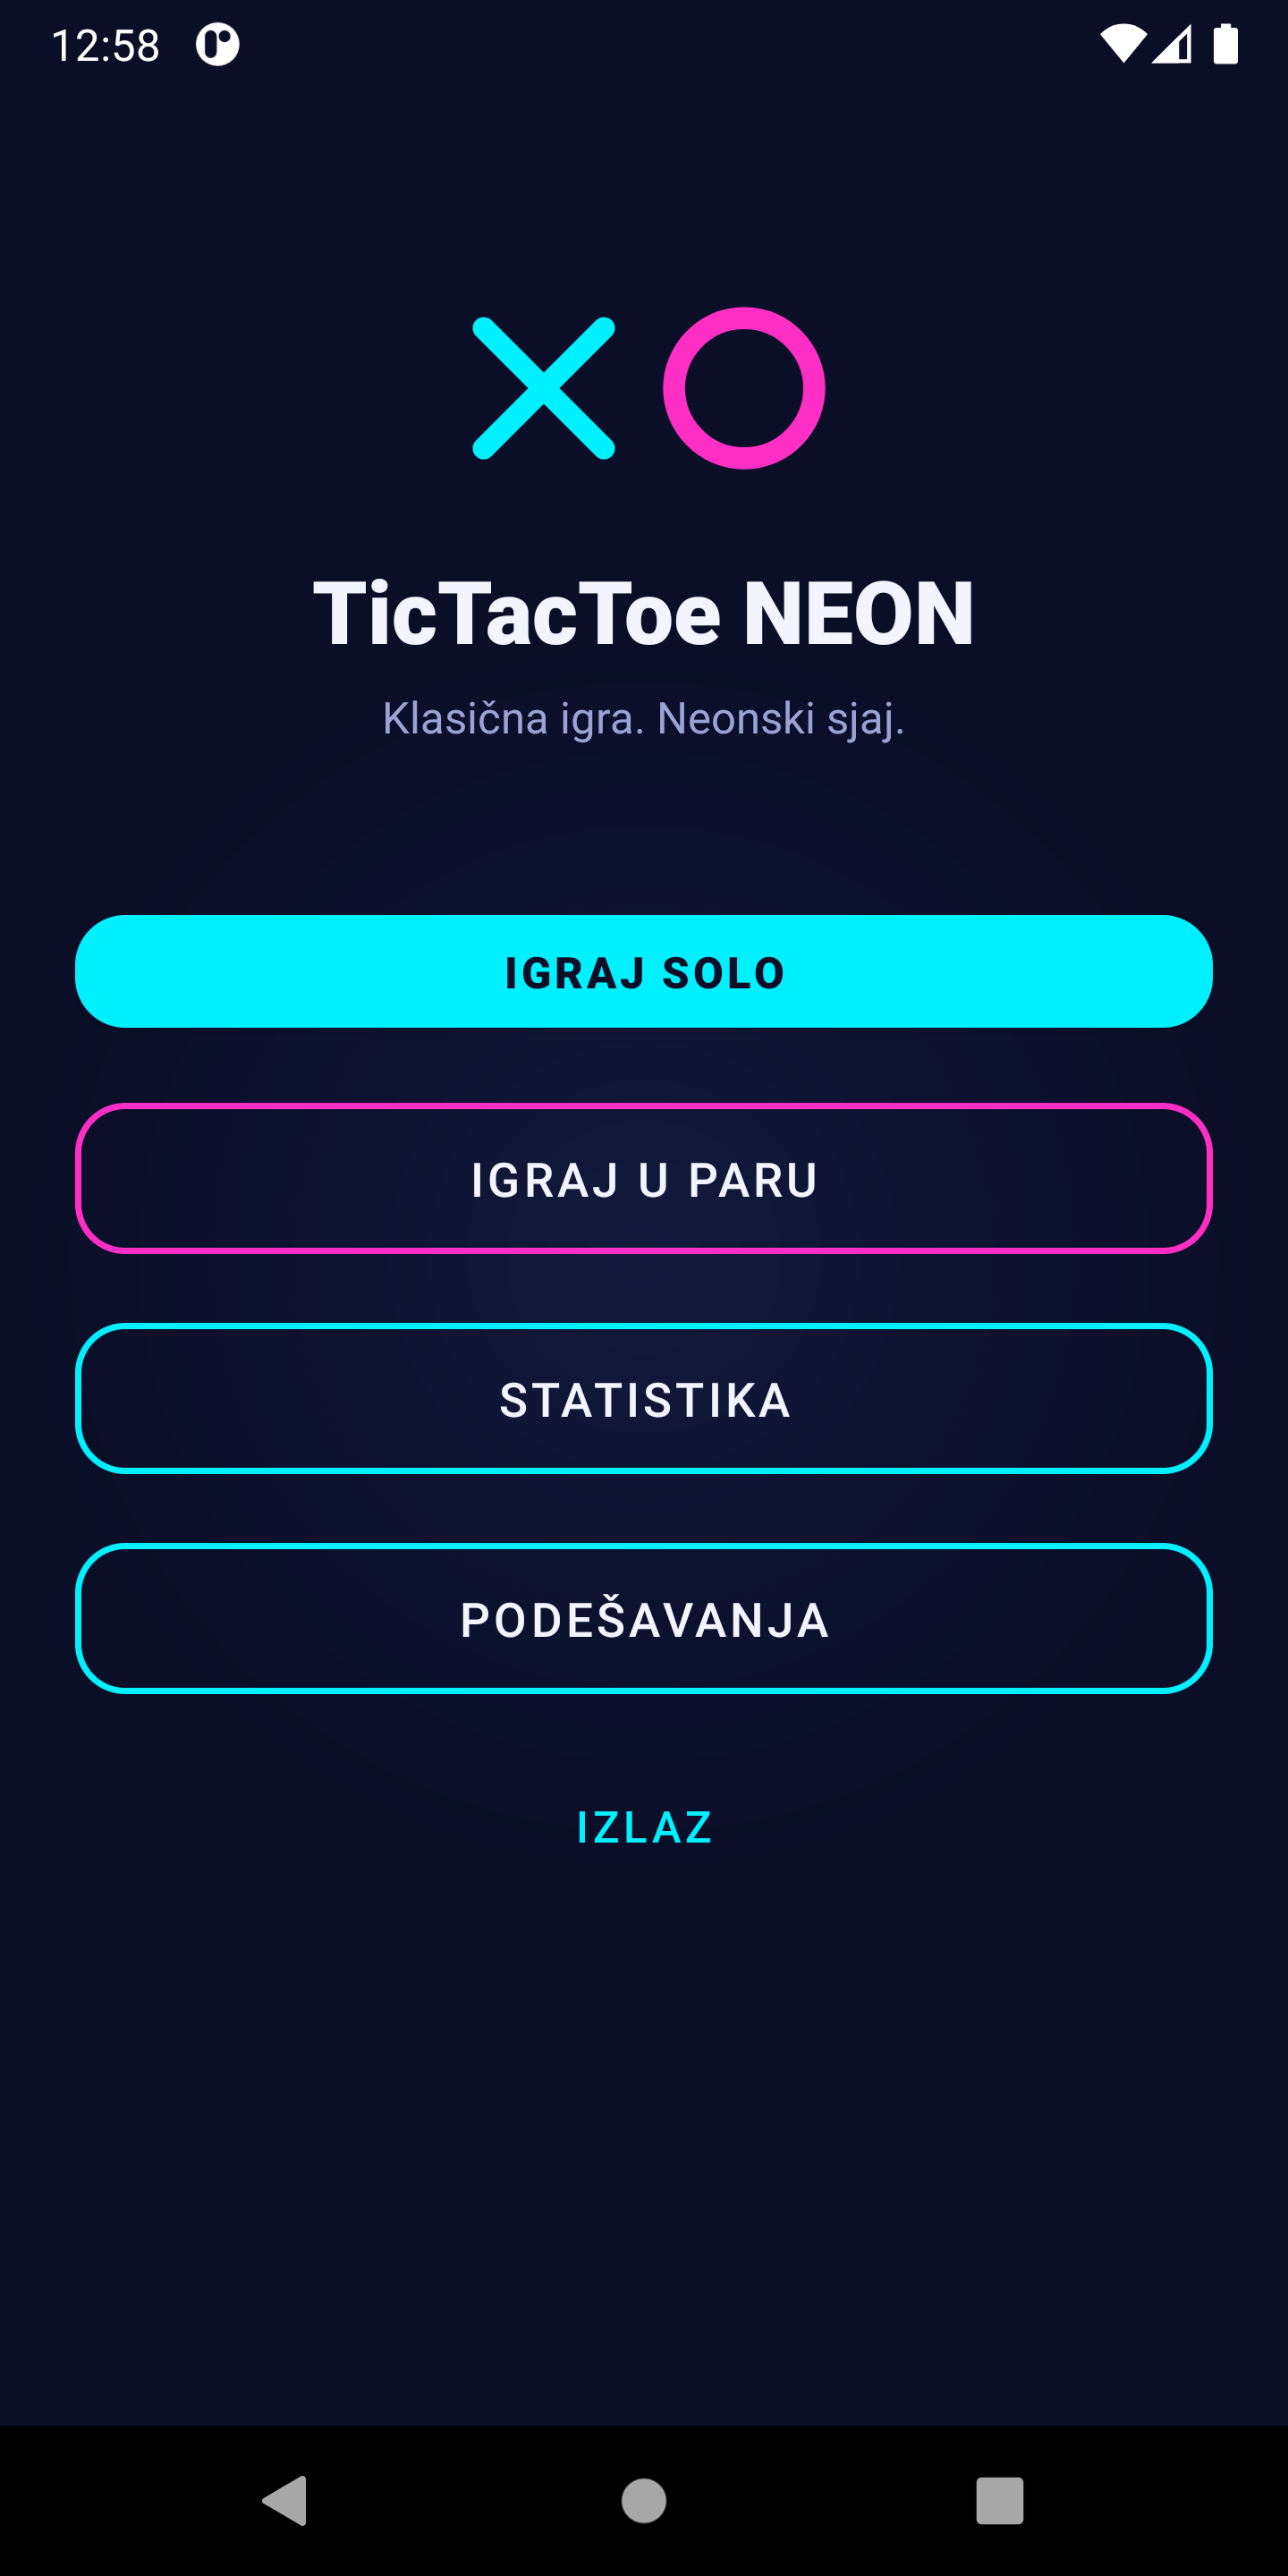 12:58
TicTacToe NEON
Klasična igra. Neonski sjaj.
IGRAJ SOLO
IGRAJ U PARU
STATISTIKA
PODEŠAVANJA
IZLAZ